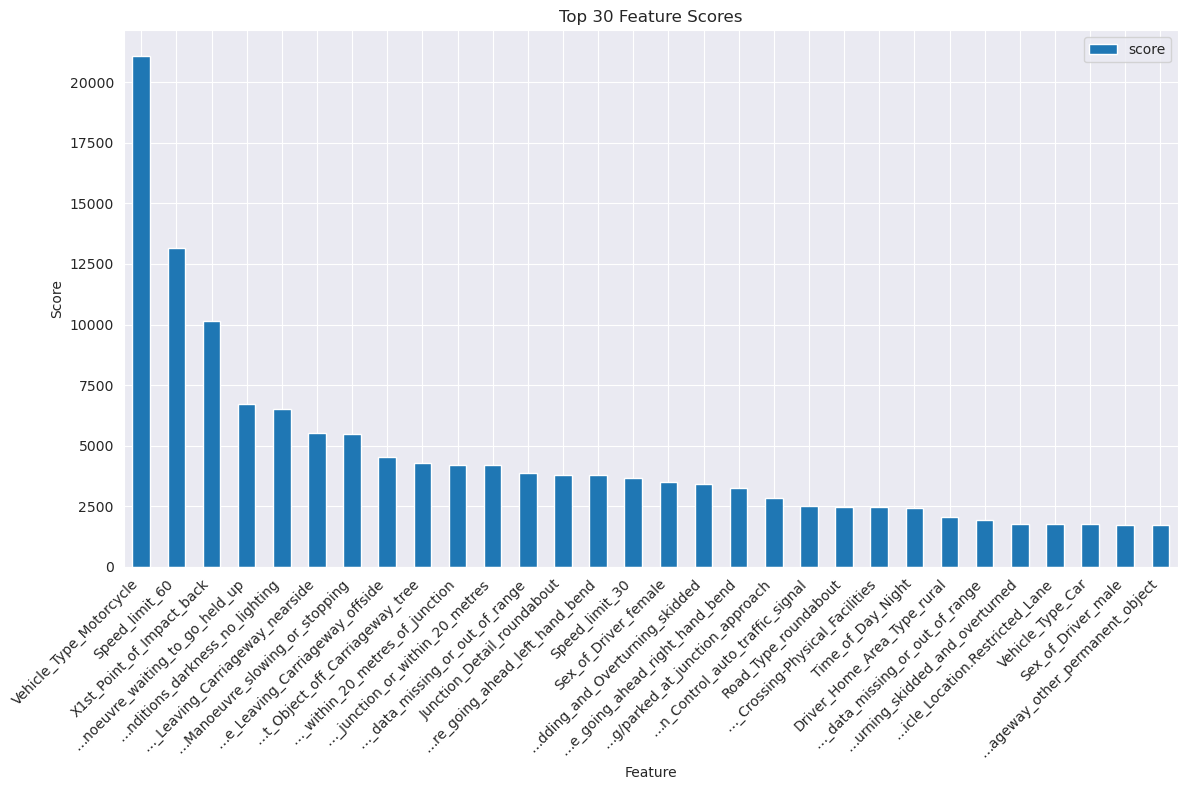 Top 30 Feature Scores
score
Score
20000
17500
15000
12500
10000
7500
5000
2500
0
Vehicle_Type_Motorcycle
Speed_limit_60
X1st_Point_of_Impact_back
...noeuvre_waiting_to_go_held_up
...nditions_darkness_no_lighting
..._Leaving_Carriageway_nearside
...Manoeuvre_slowing_or_stopping
...e_Leaving_Carriageway_offside
...t_Object_off_Carriageway_tree
..._within_20_metres_of_junction
..._junction_or_within_20_metres
..._data_missing_or_out_of_range
Junction_Detail_roundabout
...re_going_ahead_left_hand_bend
Speed_limit_30
Sex_of_Driver_female
...dding_and_Overturning_skidded
...e_going_ahead_right_hand_bend
...g/parked_at_junction_approach
...n_Control_auto_traffic_signal
Road_Type_roundabout
..._Crossing-Physical_Facilities
Time_of_Day_Night
Driver_Home_Area_Type_rural
..._data_missing_or_out_of_range
...urning_skidded_and_overturned
...icle_Location.Restricted_Lane
Vehicle_Type_Car
Sex_of_Driver_male
...ageway_other_permanent_object
Feature